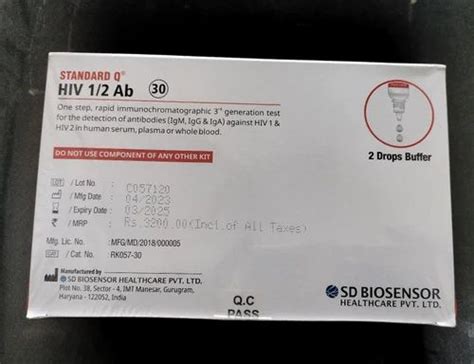 STANDARD Q®
HIV 1/2 Ab 30
One step, rapid immunochromatographic 3rd generation test
for the detection of antibodies (IgM, IgG & IgA) against HIV 1 &
HIV 2 in human serum, plasma or whole blood.
2 Drops Buffer
DO NOT USE COMPONENT OF ANY OTHER KIT
LOT / Lot No. : C057120
/ Mfg Date : 04/2023
/ Expiry Date : 03/2025
/ MRP : Rs.3200.00(Incl.of All Taxes)
Mfg. Lic. No. : MFG/MD/2018/000005
REF / Cat. No. : RK057-30
Manufactured by
SD BIOSENSOR HEALTHCARE PVT. LTD.
Plot No. 38, Sector - 4, IMT Manesar, Gurugram,
Haryana - 122052, India
Q.C
PASS
SD BIOSENSOR
HEALTHCARE PVT. LTD.